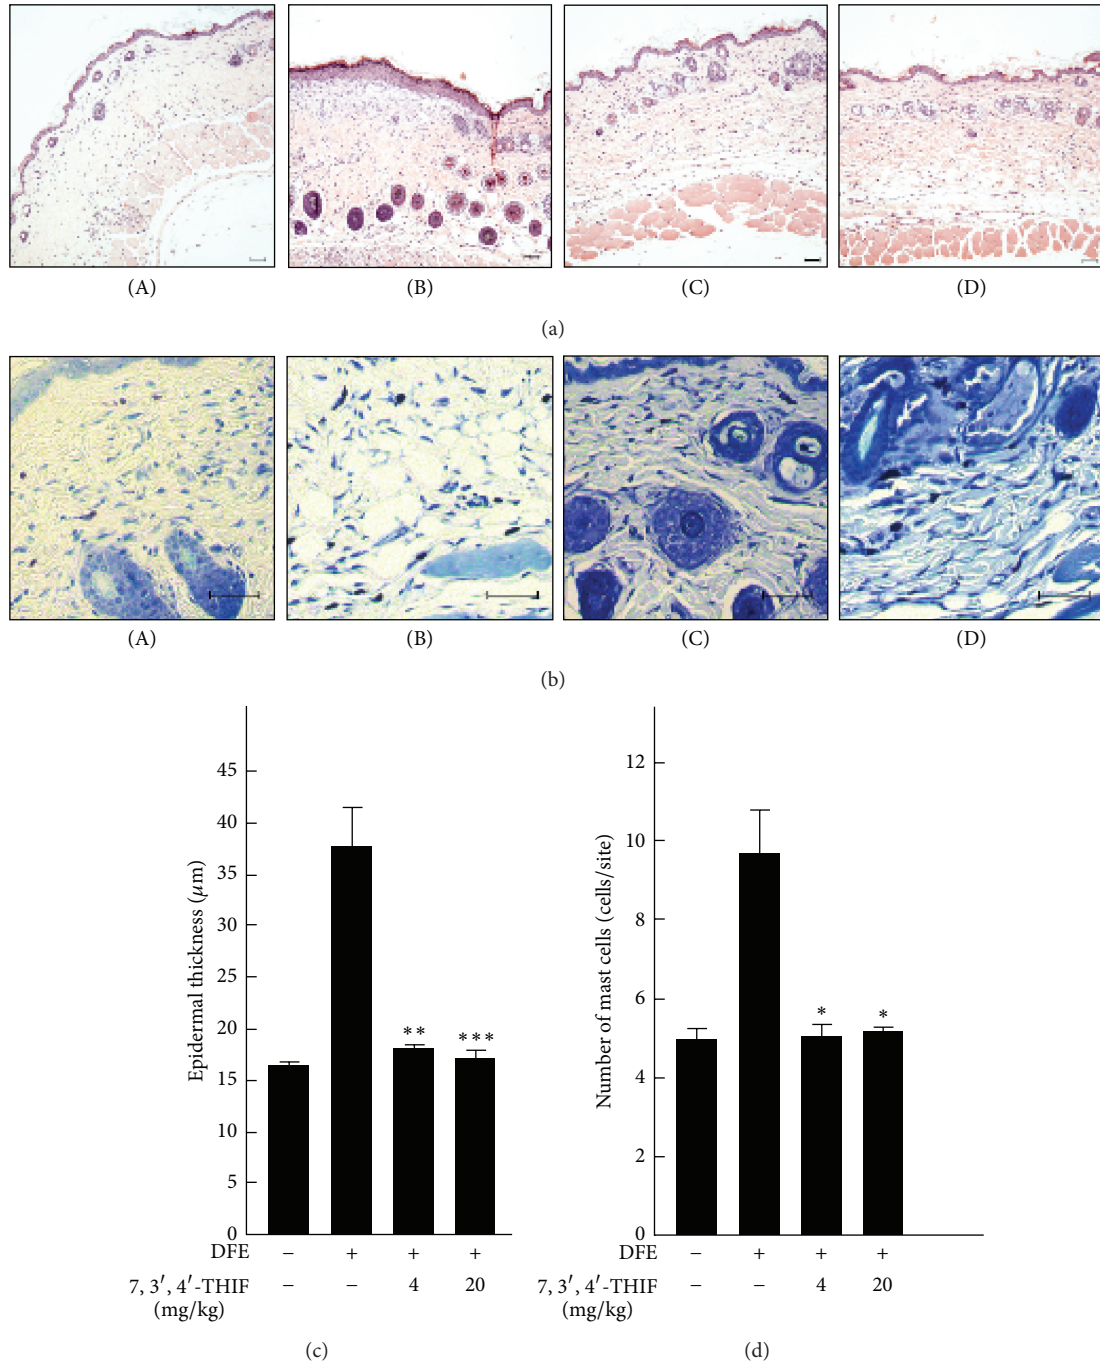 (A) (B) (C) (D)
(a)
(A) (B) (C) (D)
(b)
Epidermal thickness (μm)
45
40
35
30
25
20
15
10
5
0
** ***
DFE − + + +
7, 3′, 4′-THIF − − 4 20
(mg/kg)
(c)
Number of mast cells (cells/site)
12
10
8
6
4
2
0
* *
DFE − + + +
7, 3′, 4′-THIF − − 4 20
(mg/kg)
(d)